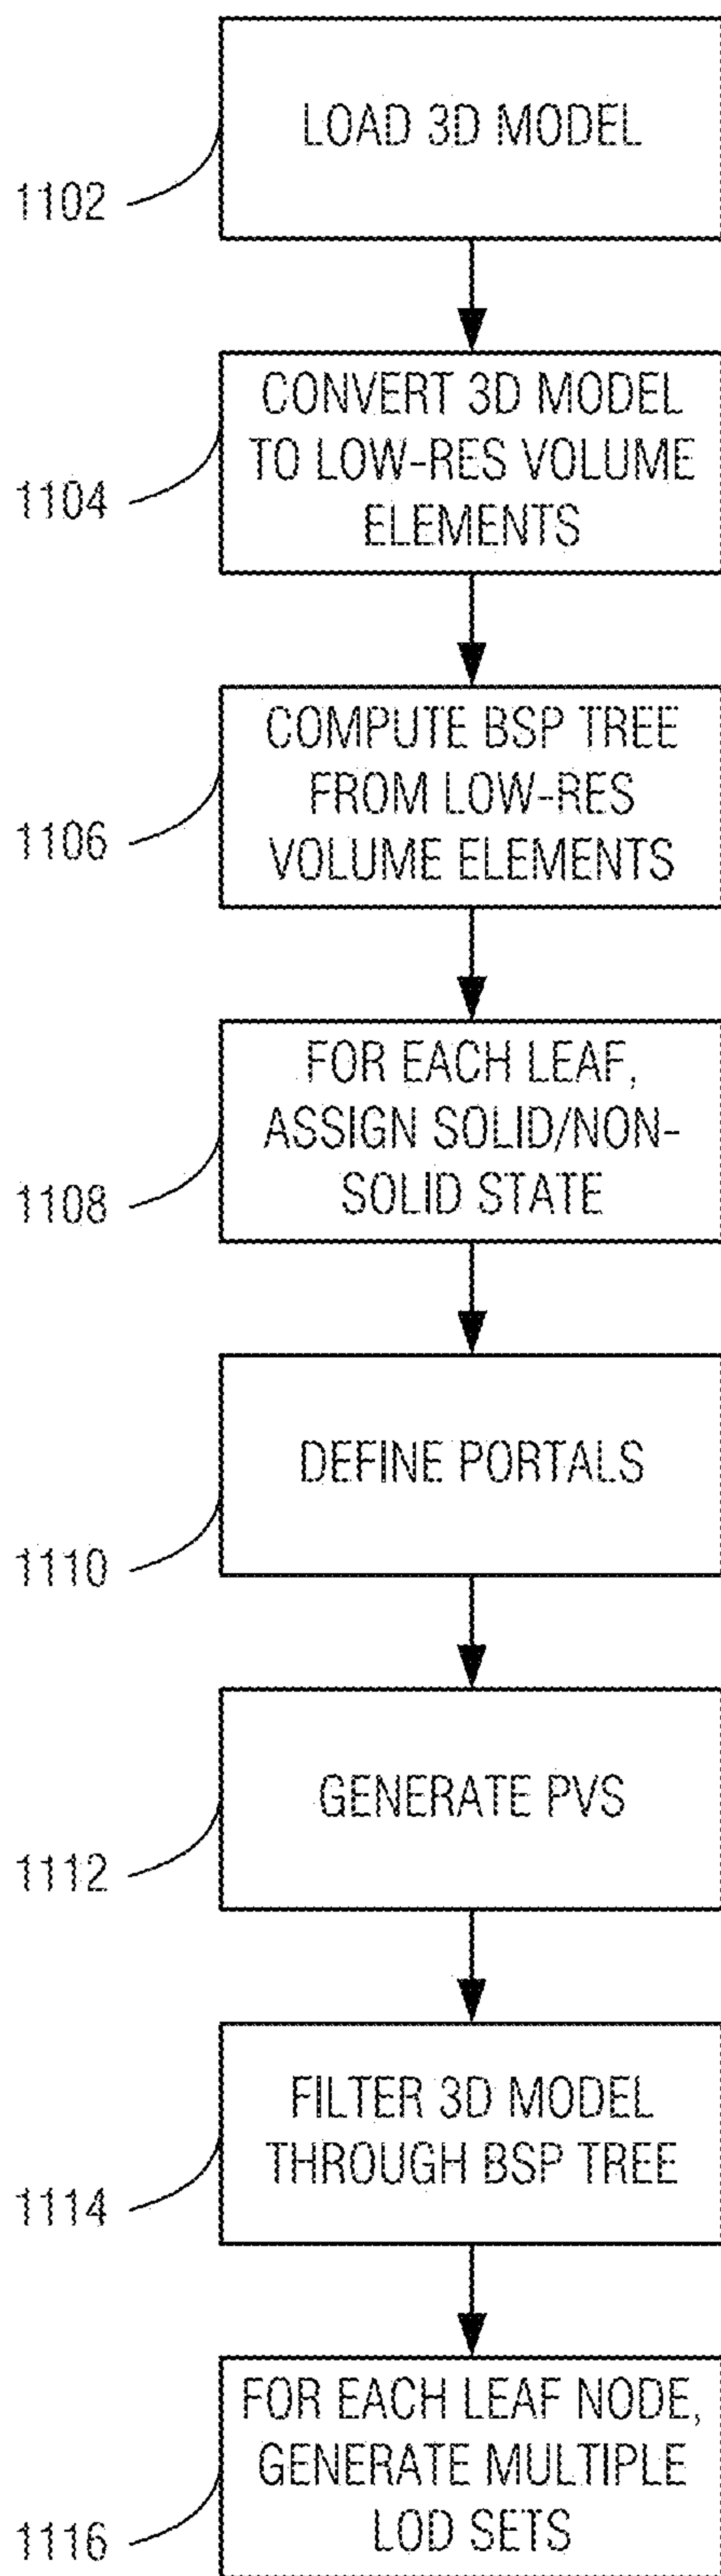 LOAD 3D MODEL
1102
CONVERT 3D MODEL
TO LOW-RES VOLUME
ELEMENTS
1104
COMPUTE BSP TREE
FROM LOW-RES
VOLUME ELEMENTS
1106
FOR EACH LEAF,
ASSIGN SOLID/NON-
SOLID STATE
1108
DEFINE PORTALS
1110
GENERATE PVS
1112
FILTER 3D MODEL
THROUGH BSP TREE
1114
FOR EACH LEAF NODE,
GENERATE MULTIPLE
LOD SETS
1116